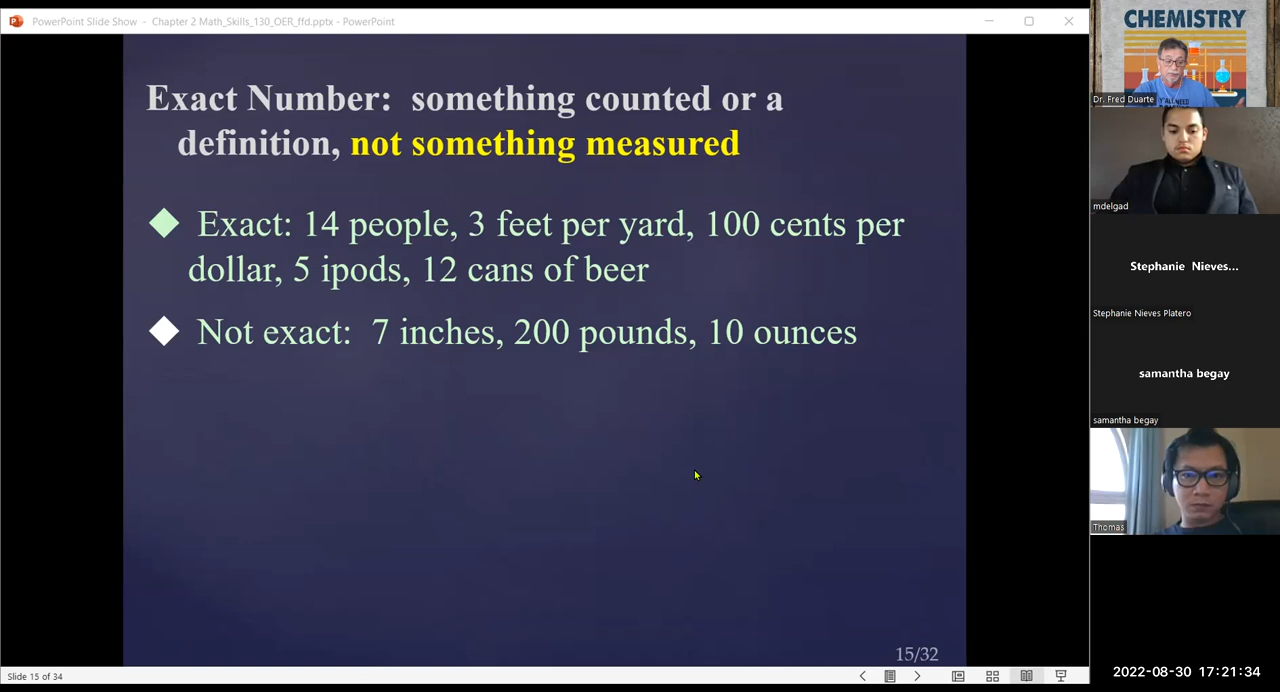 PowerPoint Slide Show - Chapter 2 Math_Skills_130_OER_ffd.pptx - PowerPoint
Exact Number: something counted or a
definition, not something measured
Exact: 14 people, 3 feet per yard, 100 cents per
dollar, 5 ipods, 12 cans of beer
Not exact: 7 inches, 200 pounds, 10 ounces
15/32
Slide 15 of 34
CHEMISTRY
Dr. Fred Duarte
mdelgad
Stephanie Nieves...
Stephanie Nieves Platero
samantha begay
samantha begay
Thomas
2022-08-30 17:21:34